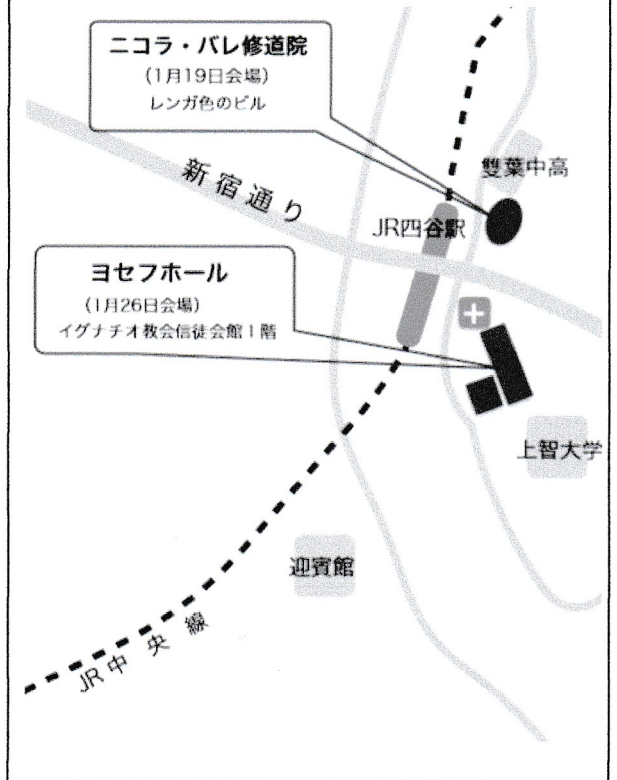 ニコラ・バレ修道院
(1月19日会場)
レンガ色のビル
雙葉中高
新宿通り
JR四谷駅
ヨセフホール
(1月26日会場)
イグナチオ教会信徒会館1階
上智大学
迎賓館
JR中央線